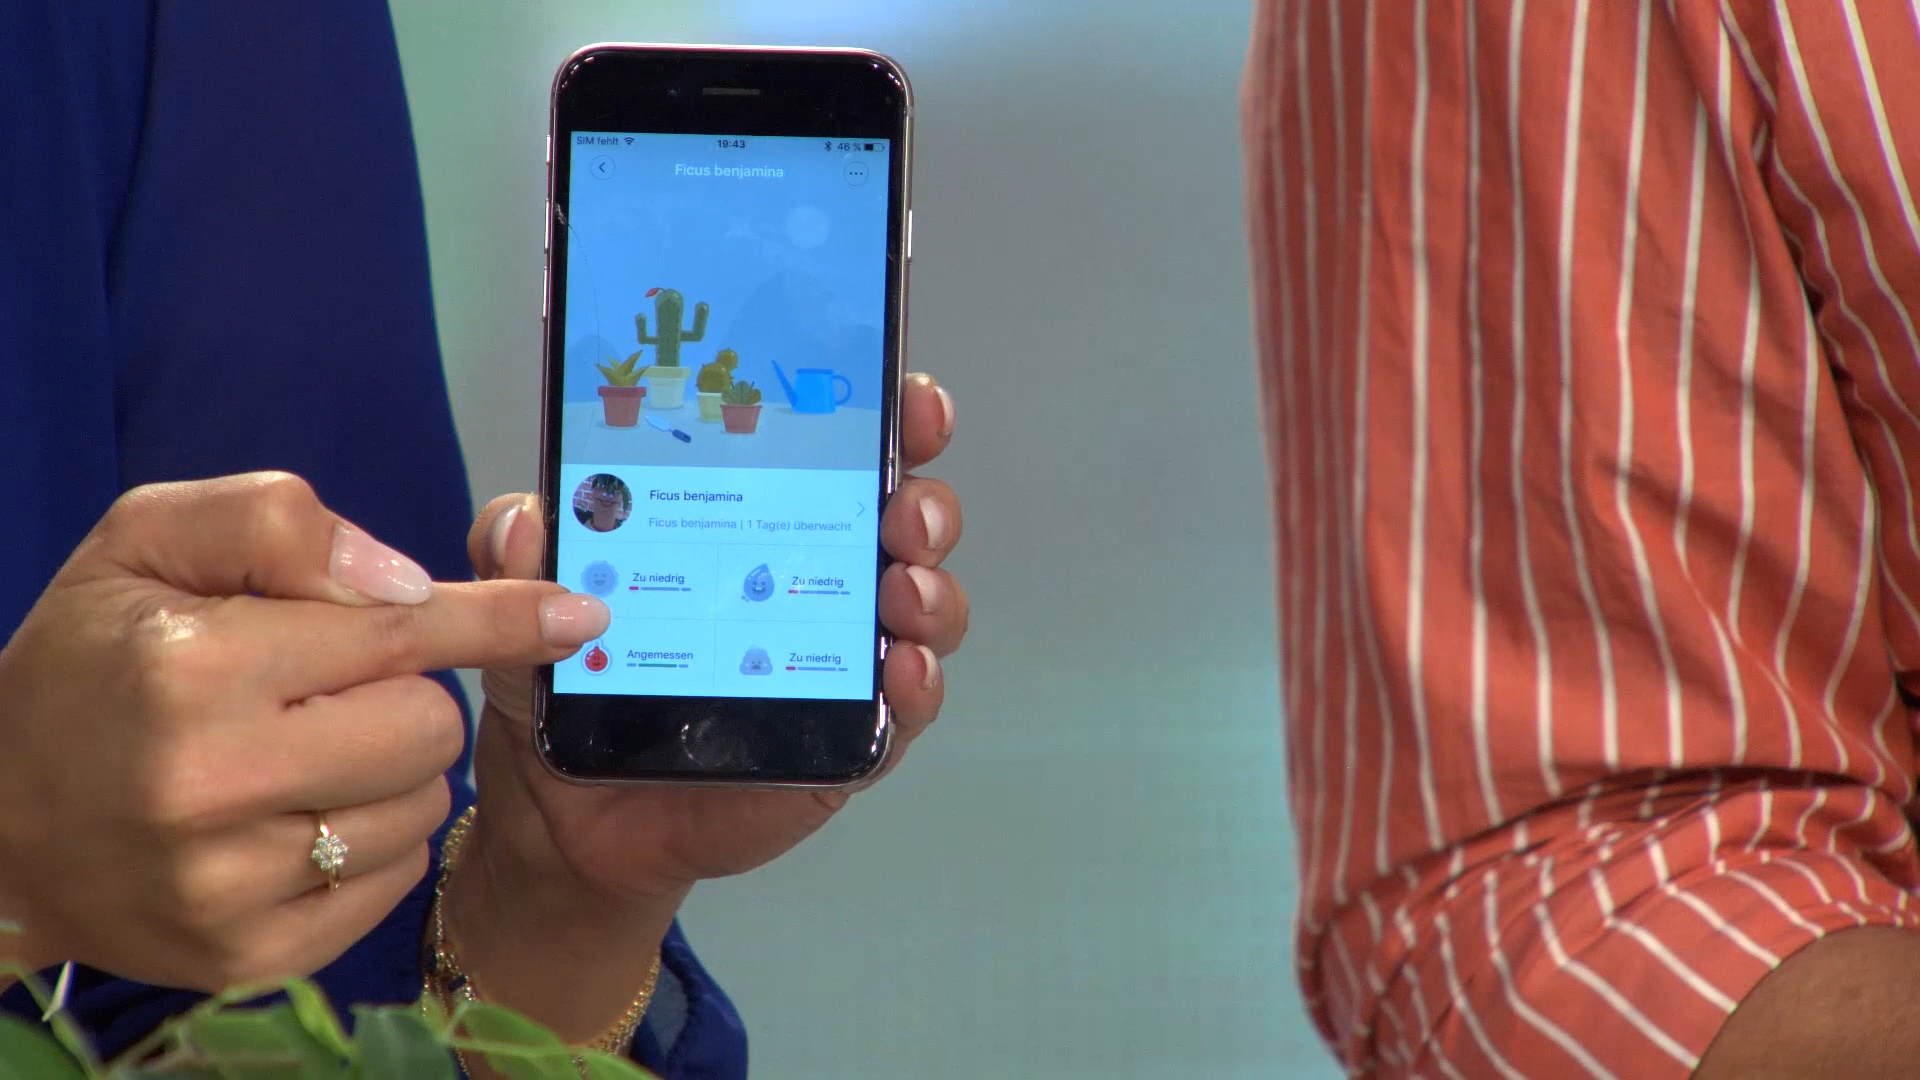 SIM fehlt 19:43 46 %
Ficus benjamina
Ficus benjamina
Ficus benjamina | 1 Tag(e) überwacht
Zu niedrig Zu niedrig
Angemessen Zu niedrig